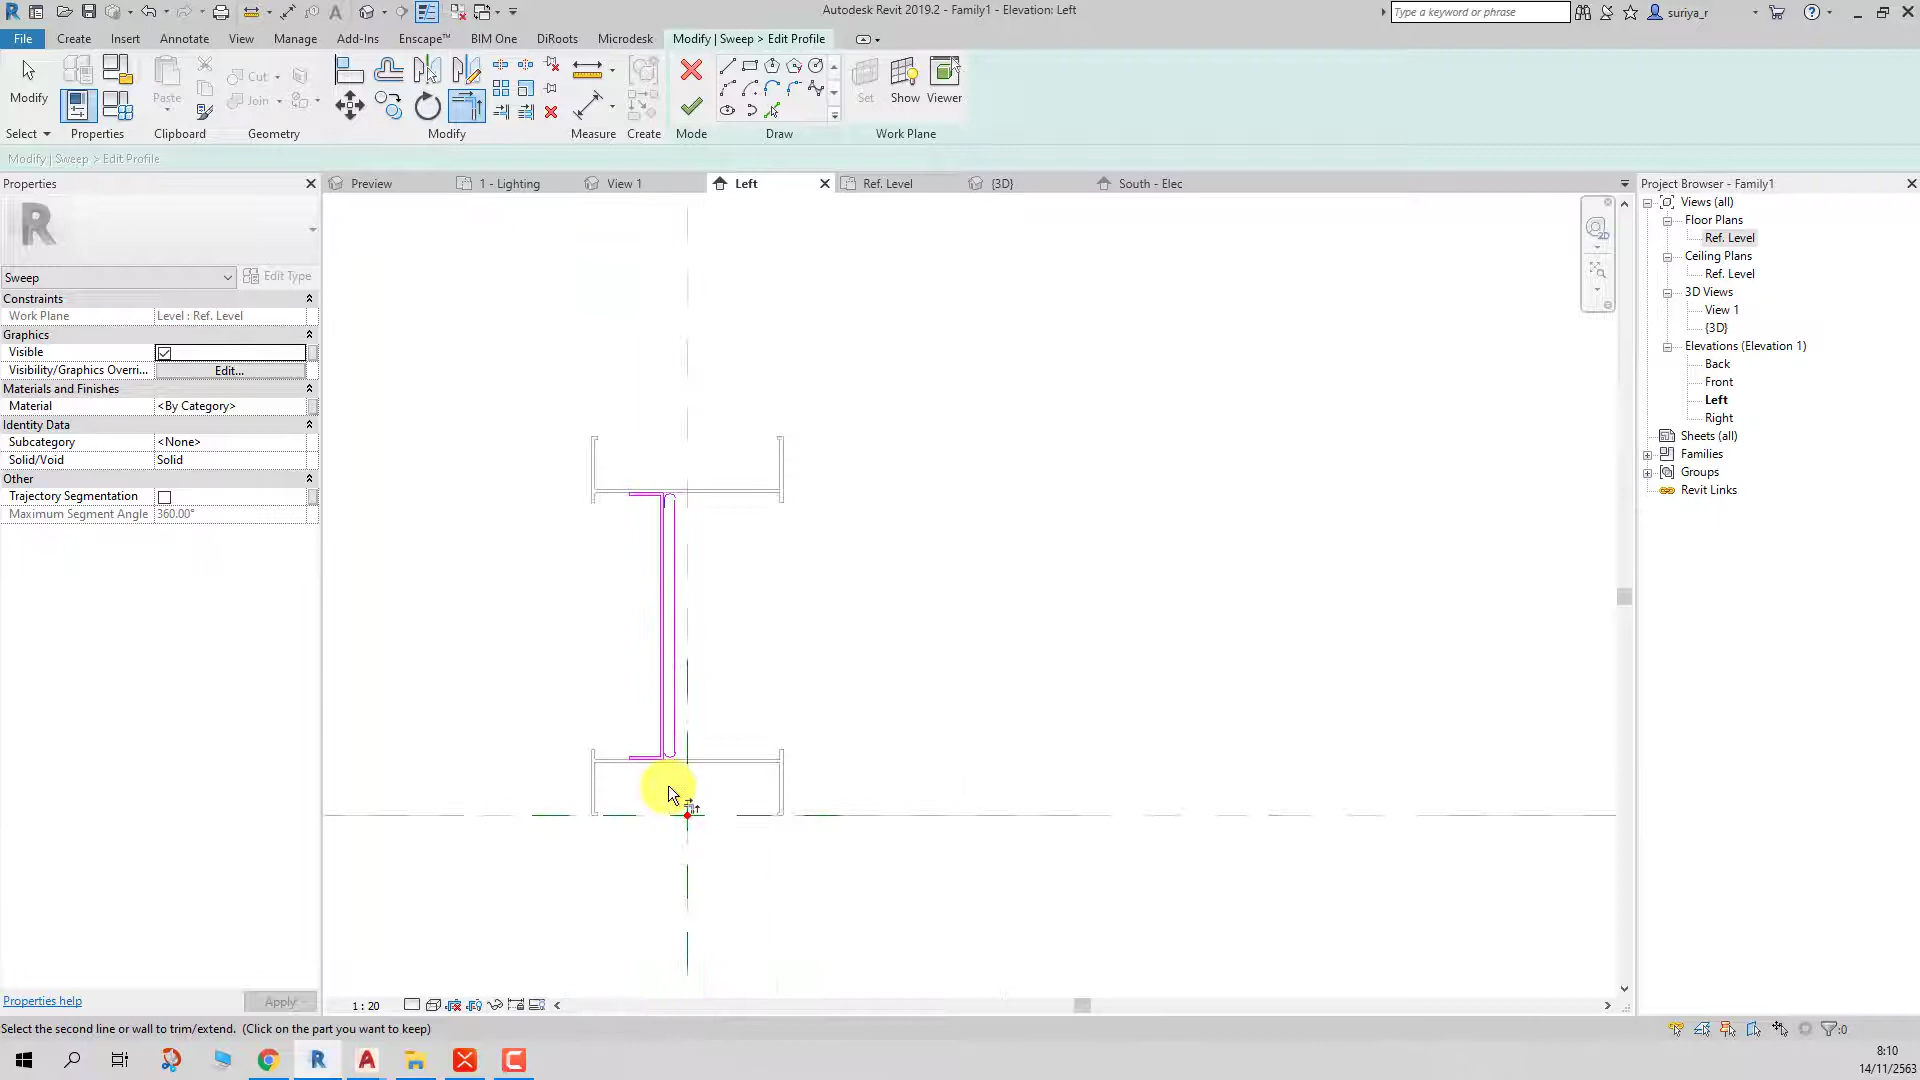 Autodesk Revit 2019.2 - Family1 - Elevation: Left
Type a keyword or phrase
suriya_r
File
Create
Insert
Annotate
View
Manage
Add-Ins
Enscape™
BIM One
DiRoots
Microdesk
Modify | Sweep > Edit Profile
Modify
Paste
Cut
Join
Set
Show
Viewer
Select
Properties
Clipboard
Geometry
Modify
Measure
Create
Mode
Draw
Work Plane
Modify | Sweep > Edit Profile
Properties
Sweep
Edit Type
Constraints
Work Plane
Level : Ref. Level
Graphics
Visible
Visibility/Graphics Overri...
Edit...
Materials and Finishes
Material
<By Category>
Identity Data
Subcategory
<None>
Solid/Void
Solid
Other
Trajectory Segmentation
Maximum Segment Angle
360.00°
Properties help
Apply
Preview
1 - Lighting
View 1
Left
Ref. Level
{3D}
South - Elec
2D
1 : 20
Project Browser - Family1
Views (all)
Floor Plans
Ref. Level
Ceiling Plans
Ref. Level
3D Views
View 1
{3D}
Elevations (Elevation 1)
Back
Front
Left
Right
Sheets (all)
Families
Groups
Revit Links
Select the second line or wall to trim/extend. (Click on the part you want to keep)
:0
8:10
14/11/2563